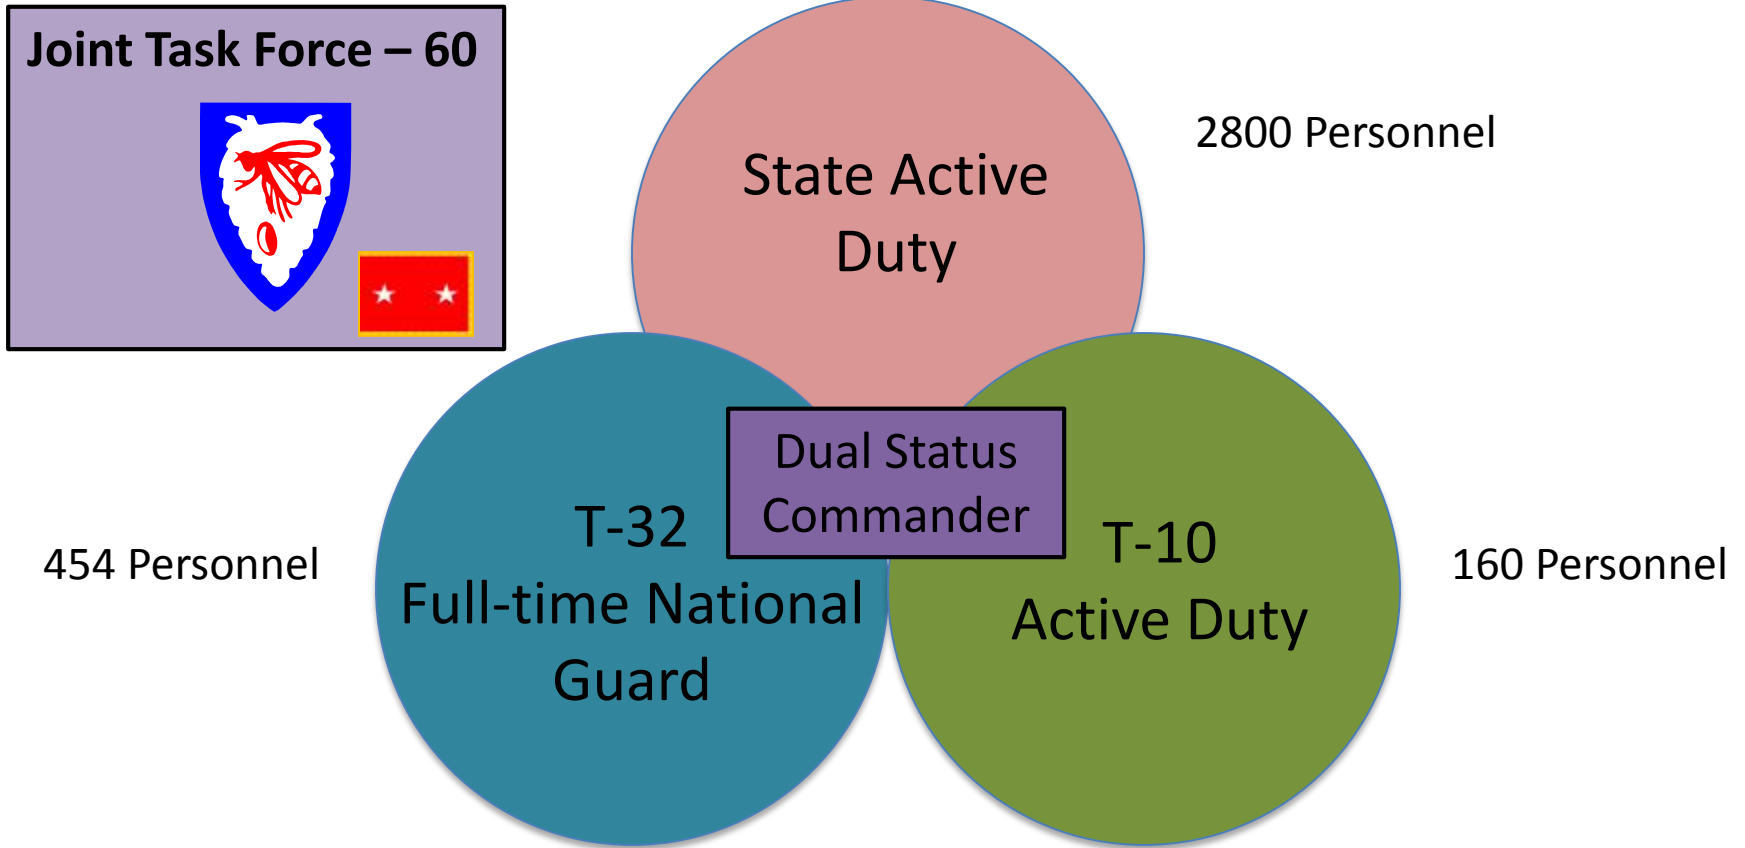 Joint Task Force – 60
2800 Personnel
State Active
Duty
Dual Status
Commander
454 Personnel
T-32
Full-time National
Guard
T-10
Active Duty
160 Personnel